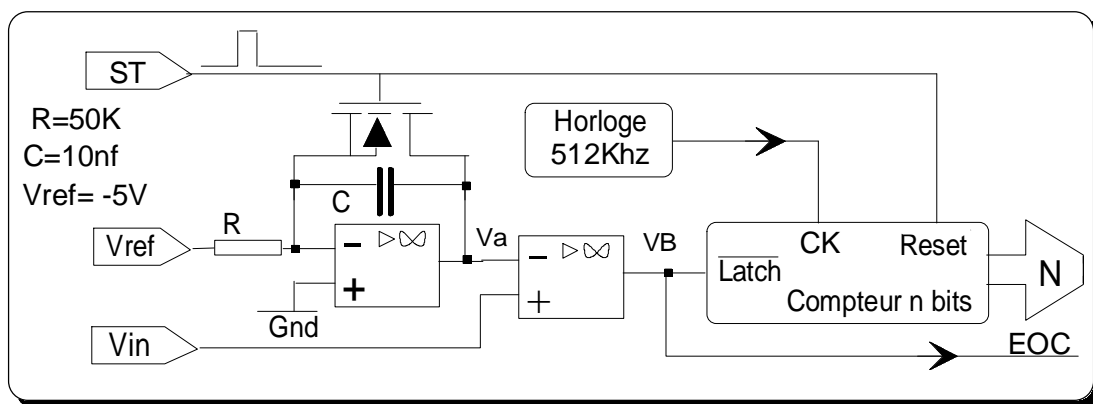 ST
R=50K
C=10nf
Vref= -5V
Horloge
512Khz
C
R
Vref
Va
VB
CK
Reset
Latch
Compteur n bits
N
Gnd
Vin
EOC